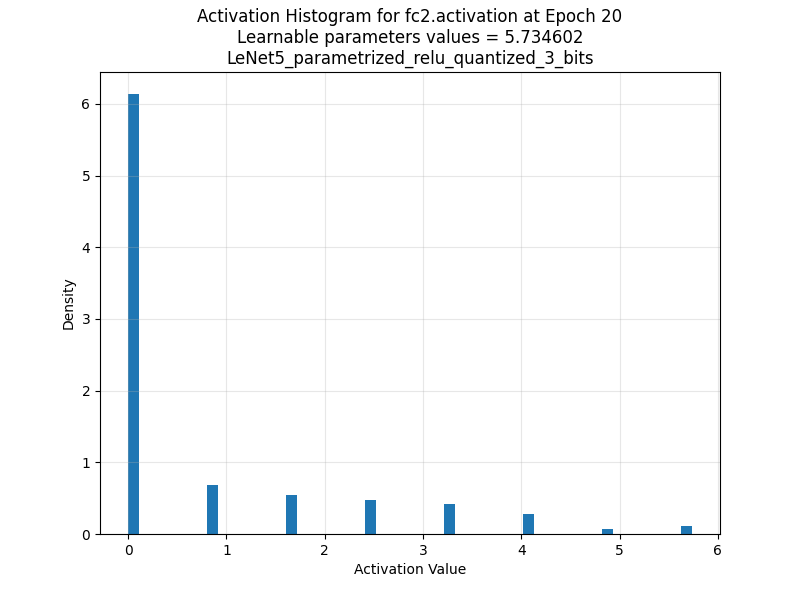 Activation Histogram for fc2.activation at Epoch 20
Learnable parameters values = 5.734602
LeNet5_parametrized_relu_quantized_3_bits
6
5
4
3
2
1
0
Density
0 1 2 3 4 5 6
Activation Value